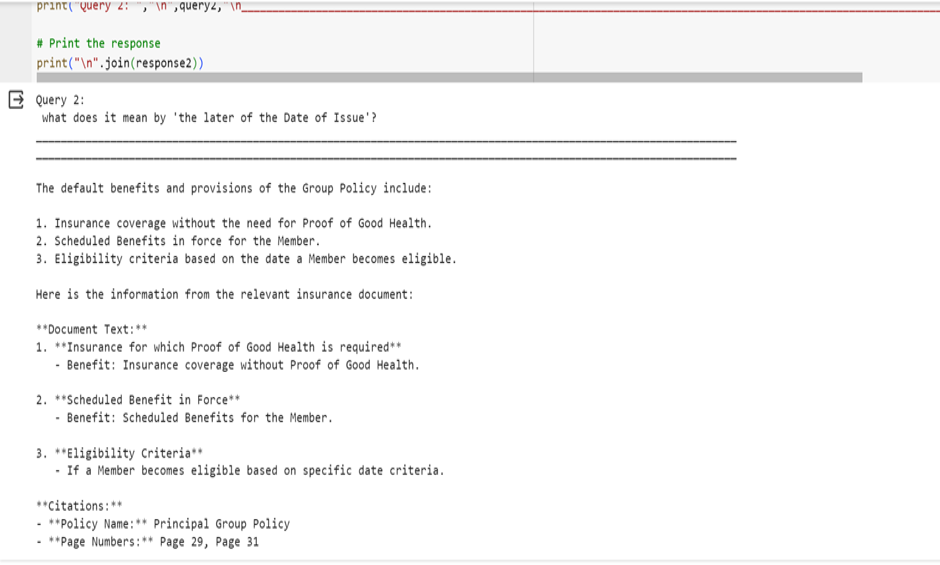 print("Query 2: ","\n",query2,"\n
# Print the response
print("\n".join(response2))
Query 2:
what does it mean by 'the later of the Date of Issue'?
The default benefits and provisions of the Group Policy include:
1. Insurance coverage without the need for Proof of Good Health.
2. Scheduled Benefits in force for the Member.
3. Eligibility criteria based on the date a Member becomes eligible.
Here is the information from the relevant insurance document:
**Document Text:**
1. **Insurance for which Proof of Good Health is required**
- Benefit: Insurance coverage without Proof of Good Health.
2. **Scheduled Benefit in Force**
- Benefit: Scheduled Benefits for the Member.
3. **Eligibility Criteria**
- If a Member becomes eligible based on specific date criteria.
**Citations:**
- **Policy Name:** Principal Group Policy
- **Page Numbers:** Page 29, Page 31